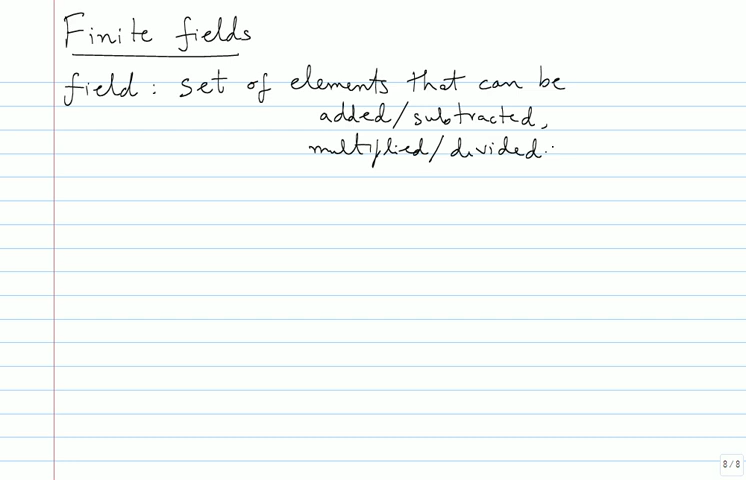 Finite fields
field : set of elements that can be
added/subtracted,
multiplied/divided.
8/8